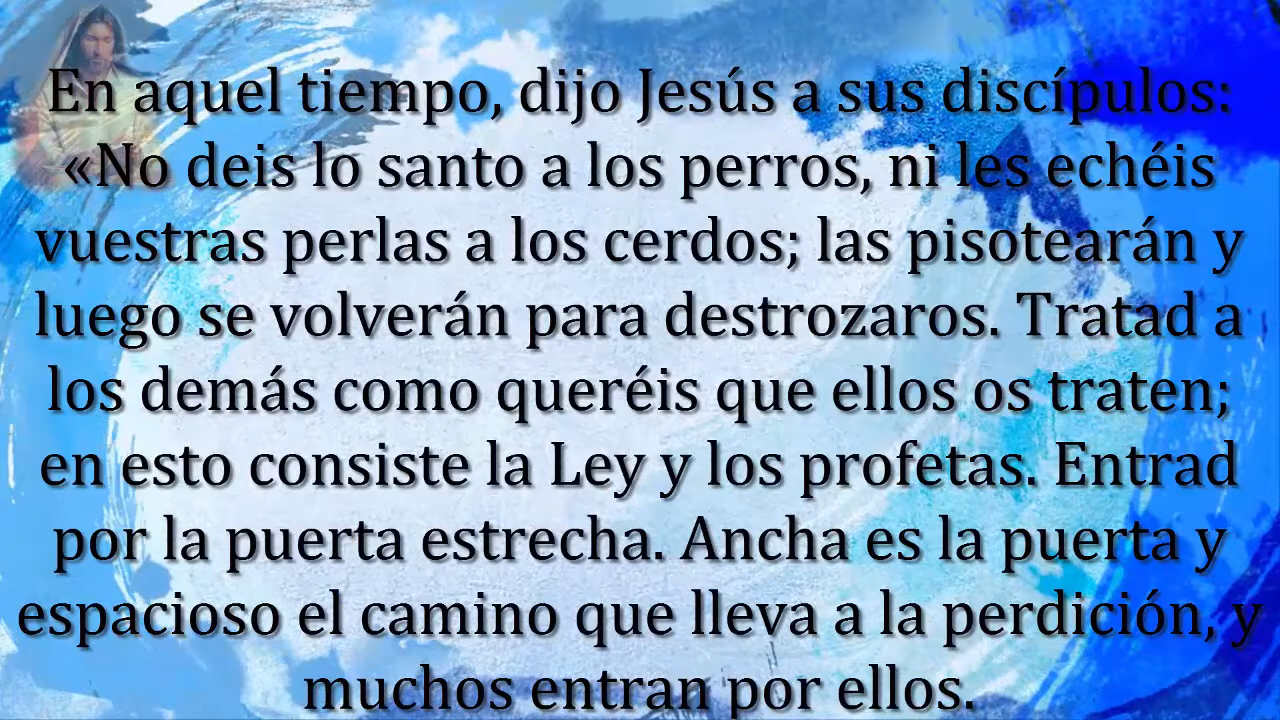 En aquel tiempo, dijo Jesús a sus discípulos:
«No deis lo santo a los perros, ni les echéis
vuestras perlas a los cerdos; las pisotearán y
luego se volverán para destrozaros. Tratad a
los demás como queréis que ellos os traten;
en esto consiste la Ley y los profetas. Entrad
por la puerta estrecha. Ancha es la puerta y
espacioso el camino que lleva a la perdición, y
muchos entran por ellos.